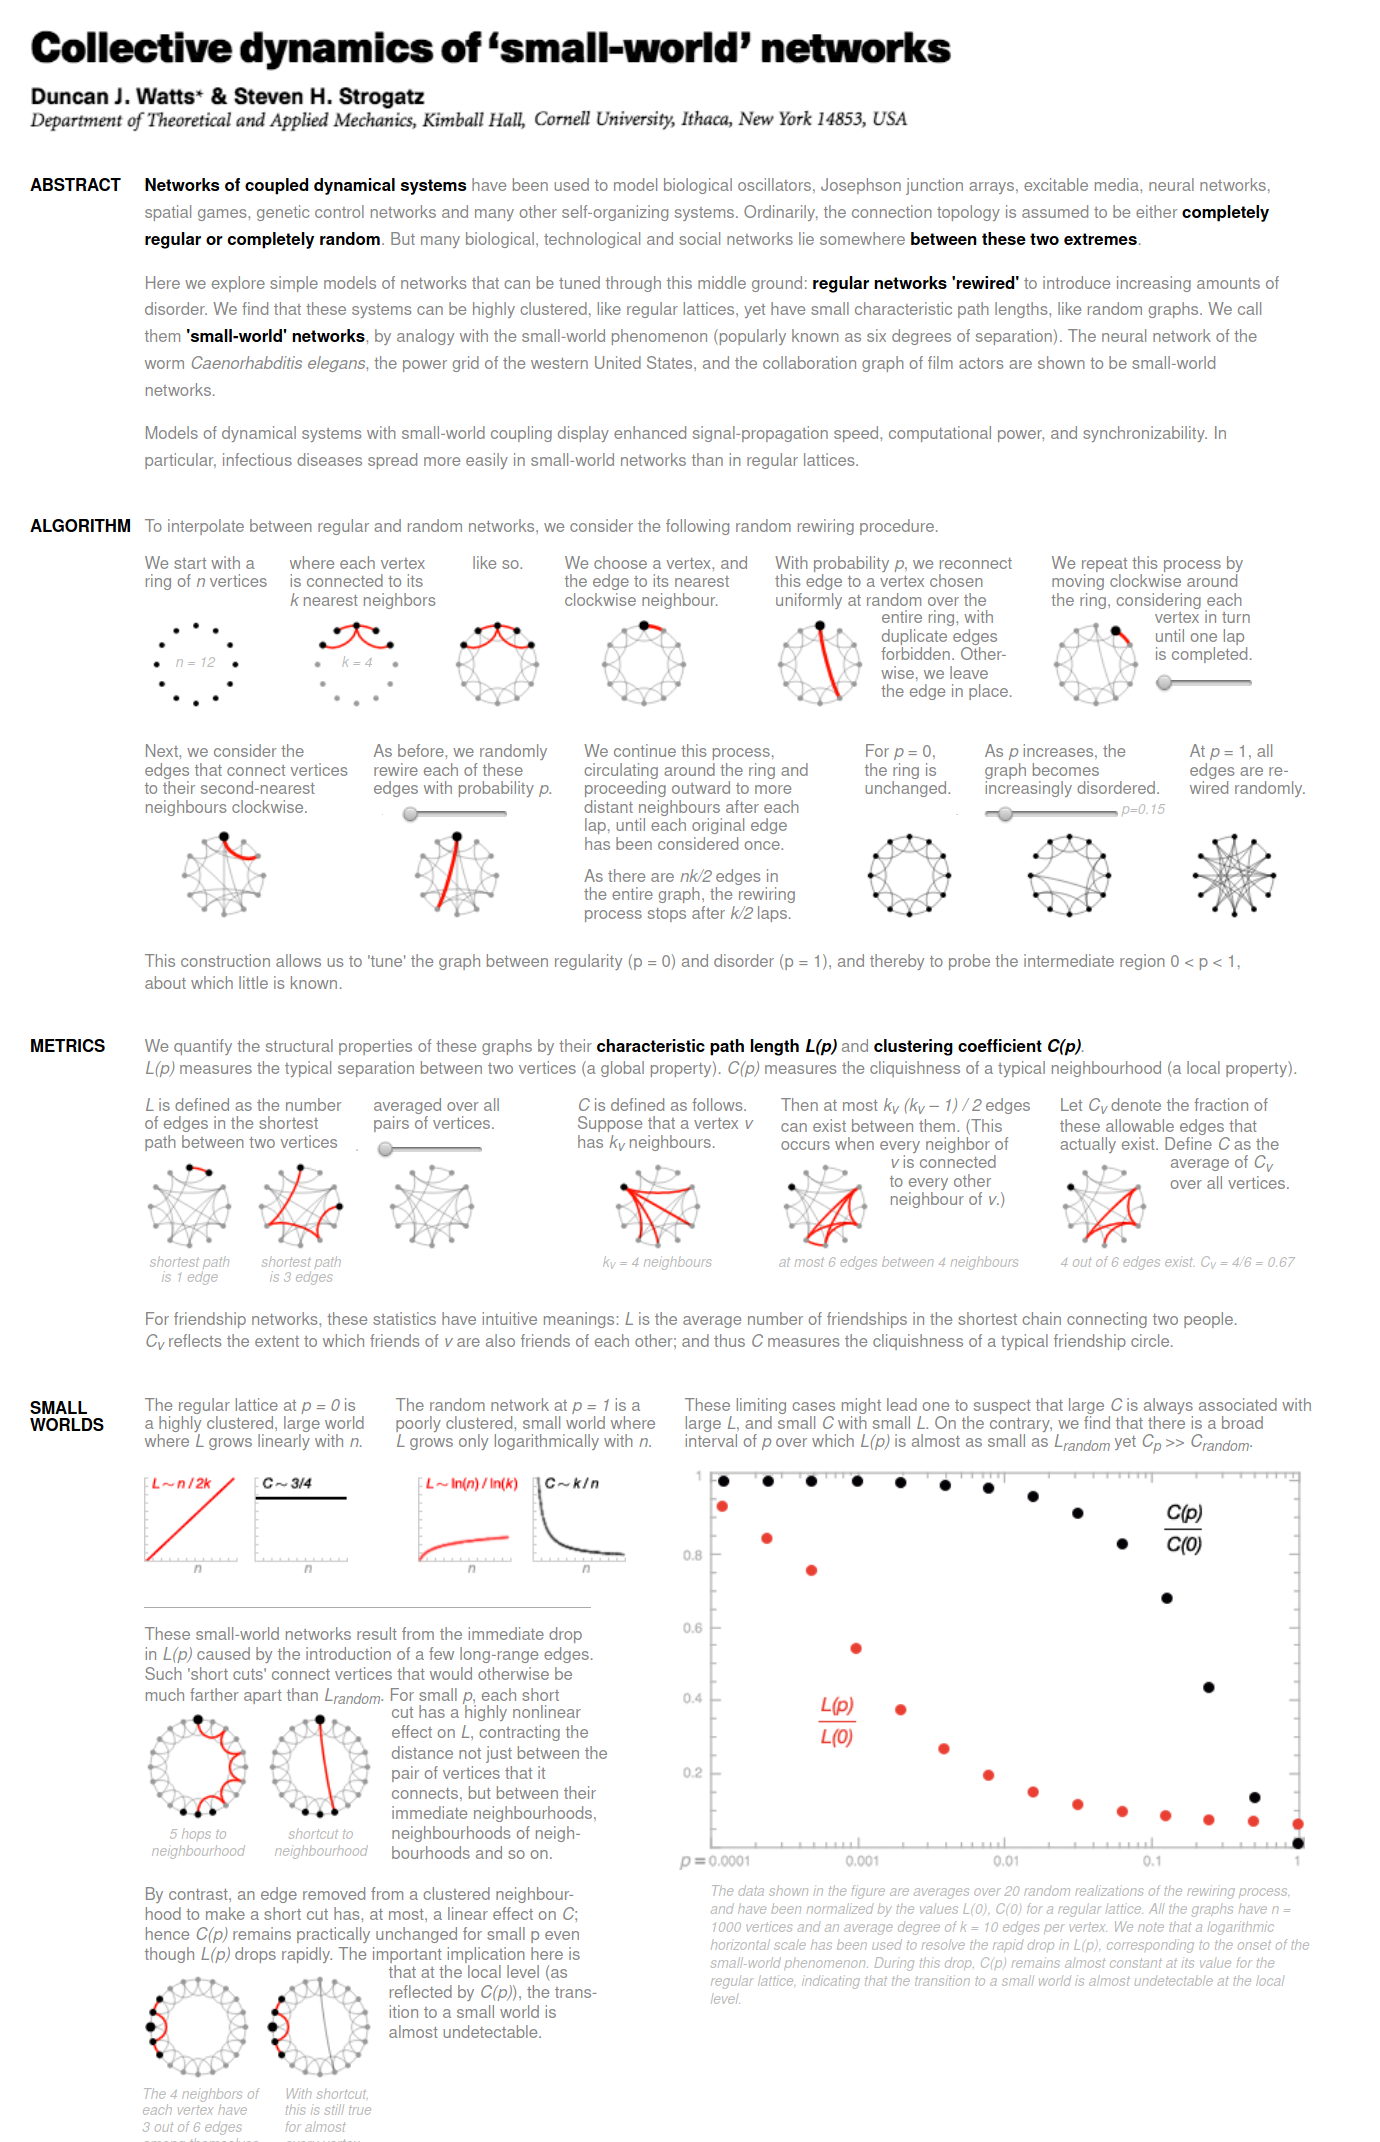 Collective dynamics of ‘small-world’ networks
Duncan J. Watts* & Steven H. Strogatz
Department of Theoretical and Applied Mechanics, Kimball Hall, Cornell University, Ithaca, New York 14853, USA
ABSTRACT
Networks of coupled dynamical systems have been used to model biological oscillators, Josephson junction arrays, excitable media, neural networks,
spatial games, genetic control networks and many other self-organizing systems. Ordinarily, the connection topology is assumed to be either completely
regular or completely random. But many biological, technological and social networks lie somewhere between these two extremes.
Here we explore simple models of networks that can be tuned through this middle ground: regular networks 'rewired' to introduce increasing amounts of
disorder. We find that these systems can be highly clustered, like regular lattices, yet have small characteristic path lengths, like random graphs. We call
them 'small-world' networks, by analogy with the small-world phenomenon (popularly known as six degrees of separation). The neural network of the
worm Caenorhabditis elegans, the power grid of the western United States, and the collaboration graph of film actors are shown to be small-world
networks.
Models of dynamical systems with small-world coupling display enhanced signal-propagation speed, computational power, and synchronizability. In
particular, infectious diseases spread more easily in small-world networks than in regular lattices.
ALGORITHM
To interpolate between regular and random networks, we consider the following random rewiring procedure.
We start with a
ring of n vertices
n = 12
where each vertex
is connected to its
k nearest neighbors
k = 4
like so.
We choose a vertex, and
the edge to its nearest
clockwise neighbour.
With probability p, we reconnect
this edge to a vertex chosen
uniformly at random over the
entire ring, with
duplicate edges
forbidden. Other-
wise, we leave
the edge in place.
We repeat this process by
moving clockwise around
the ring, considering each
vertex in turn
until one lap
is completed.
Next, we consider the
edges that connect vertices
to their second-nearest
neighbours clockwise.
As before, we randomly
rewire each of these
edges with probability p.
We continue this process,
circulating around the ring and
proceeding outward to more
distant neighbours after each
lap, until each original edge
has been considered once.
As there are nk/2 edges in
the entire graph, the rewiring
process stops after k/2 laps.
For p = 0,
the ring is
unchanged.
As p increases, the
graph becomes
increasingly disordered.
p=0.15
At p = 1, all
edges are re-
wired randomly.
This construction allows us to 'tune' the graph between regularity (p = 0) and disorder (p = 1), and thereby to probe the intermediate region 0 < p < 1,
about which little is known.
METRICS
We quantify the structural properties of these graphs by their characteristic path length L(p) and clustering coefficient C(p).
L(p) measures the typical separation between two vertices (a global property). C(p) measures the cliquishness of a typical neighbourhood (a local property).
L is defined as the number
of edges in the shortest
path between two vertices
shortest path
is 1 edge
shortest path
is 3 edges
averaged over all
pairs of vertices.
C is defined as follows.
Suppose that a vertex v
has kv neighbours.
kv = 4 neighbours
Then at most kv (kv – 1) / 2 edges
can exist between them. (This
occurs when every neighbor of
v is connected
to every other
neighbour of v.)
at most 6 edges between 4 neighbours
Let Cv denote the fraction of
these allowable edges that
actually exist. Define C as the
average of Cv
over all vertices.
4 out of 6 edges exist. Cv = 4/6 = 0.67
For friendship networks, these statistics have intuitive meanings: L is the average number of friendships in the shortest chain connecting two people.
Cv reflects the extent to which friends of v are also friends of each other; and thus C measures the cliquishness of a typical friendship circle.
SMALL
WORLDS
The regular lattice at p = 0 is
a highly clustered, large world
where L grows linearly with n.
L ~ n / 2k
n
C ~ 3/4
n
The random network at p = 1 is a
poorly clustered, small world where
L grows only logarithmically with n.
L ~ ln(n) / ln(k)
n
C ~ k / n
n
These limiting cases might lead one to suspect that large C is always associated with
large L, and small C with small L. On the contrary, we find that there is a broad
interval of p over which L(p) is almost as small as Lrandom yet Cp >> Crandom.
1
0.8
0.6
0.4
0.2
C(p)
C(0)
L(p)
L(0)
p = 0.0001
0.001
0.01
0.1
1
The data shown in the figure are averages over 20 random realizations of the rewiring process,
and have been normalized by the values L(0), C(0) for a regular lattice. All the graphs have n =
1000 vertices and an average degree of k = 10 edges per vertex. We note that a logarithmic
horizontal scale has been used to resolve the rapid drop in L(p), corresponding to the onset of the
small-world phenomenon. During this drop, C(p) remains almost constant at its value for the
regular lattice, indicating that the transition to a small world is almost undetectable at the local
level.
These small-world networks result from the immediate drop
in L(p) caused by the introduction of a few long-range edges.
Such 'short cuts' connect vertices that would otherwise be
much farther apart than Lrandom. For small p, each short
cut has a highly nonlinear
effect on L, contracting the
distance not just between the
pair of vertices that it
connects, but between their
immediate neighbourhoods,
neighbourhoods of neigh-
bourhoods and so on.
5 hops to
neighbourhood
shortcut to
neighbourhood
By contrast, an edge removed from a clustered neighbour-
hood to make a short cut has, at most, a linear effect on C;
hence C(p) remains practically unchanged for small p even
though L(p) drops rapidly. The important implication here is
that at the local level (as
reflected by C(p)), the trans-
ition to a small world is
almost undetectable.
The 4 neighbors of
each vertex have
3 out of 6 edges
among themselves
With shortcut,
this is still true
for almost
every vertex